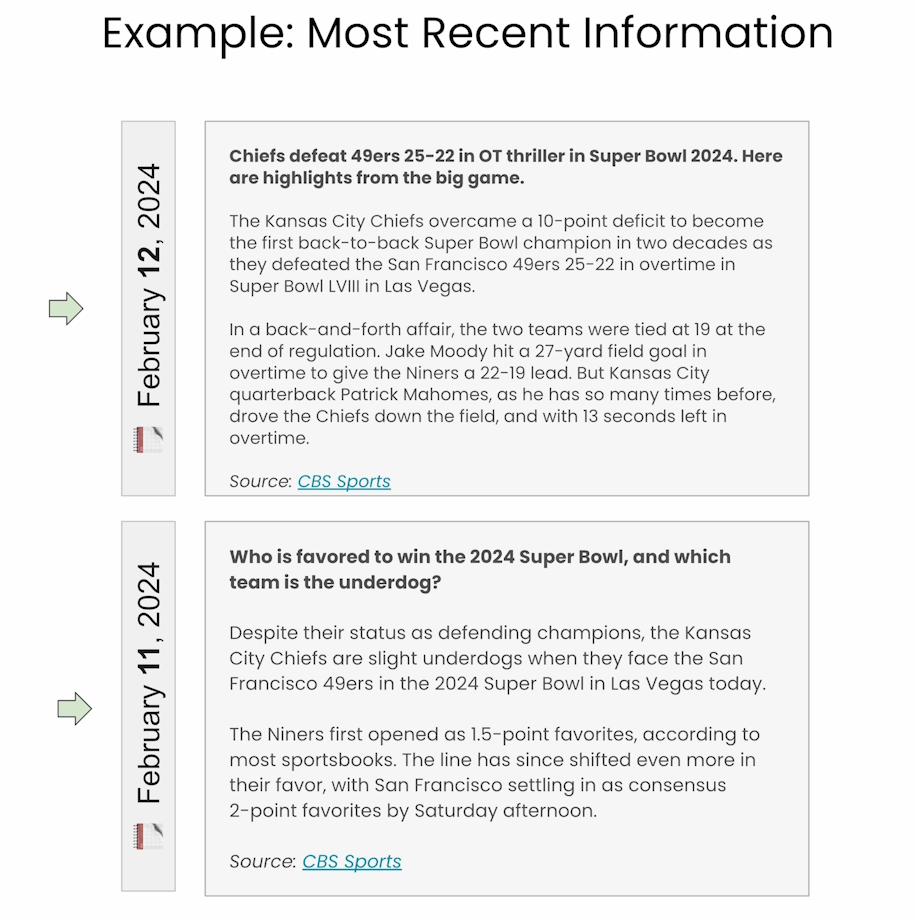 Example: Most Recent Information
February 12, 2024
Chiefs defeat 49ers 25-22 in OT thriller in Super Bowl 2024. Here
are highlights from the big game.
The Kansas City Chiefs overcame a 10-point deficit to become
the first back-to-back Super Bowl champion in two decades as
they defeated the San Francisco 49ers 25-22 in overtime in
Super Bowl LVIII in Las Vegas.
In a back-and-forth affair, the two teams were tied at 19 at the
end of regulation. Jake Moody hit a 27-yard field goal in
overtime to give the Niners a 22-19 lead. But Kansas City
quarterback Patrick Mahomes, as he has so many times before,
drove the Chiefs down the field, and with 13 seconds left in
overtime.
Source: CBS Sports
February 11, 2024
Who is favored to win the 2024 Super Bowl, and which
team is the underdog?
Despite their status as defending champions, the Kansas
City Chiefs are slight underdogs when they face the San
Francisco 49ers in the 2024 Super Bowl in Las Vegas today.
The Niners first opened as 1.5-point favorites, according to
most sportsbooks. The line has since shifted even more in
their favor, with San Francisco settling in as consensus
2-point favorites by Saturday afternoon.
Source: CBS Sports